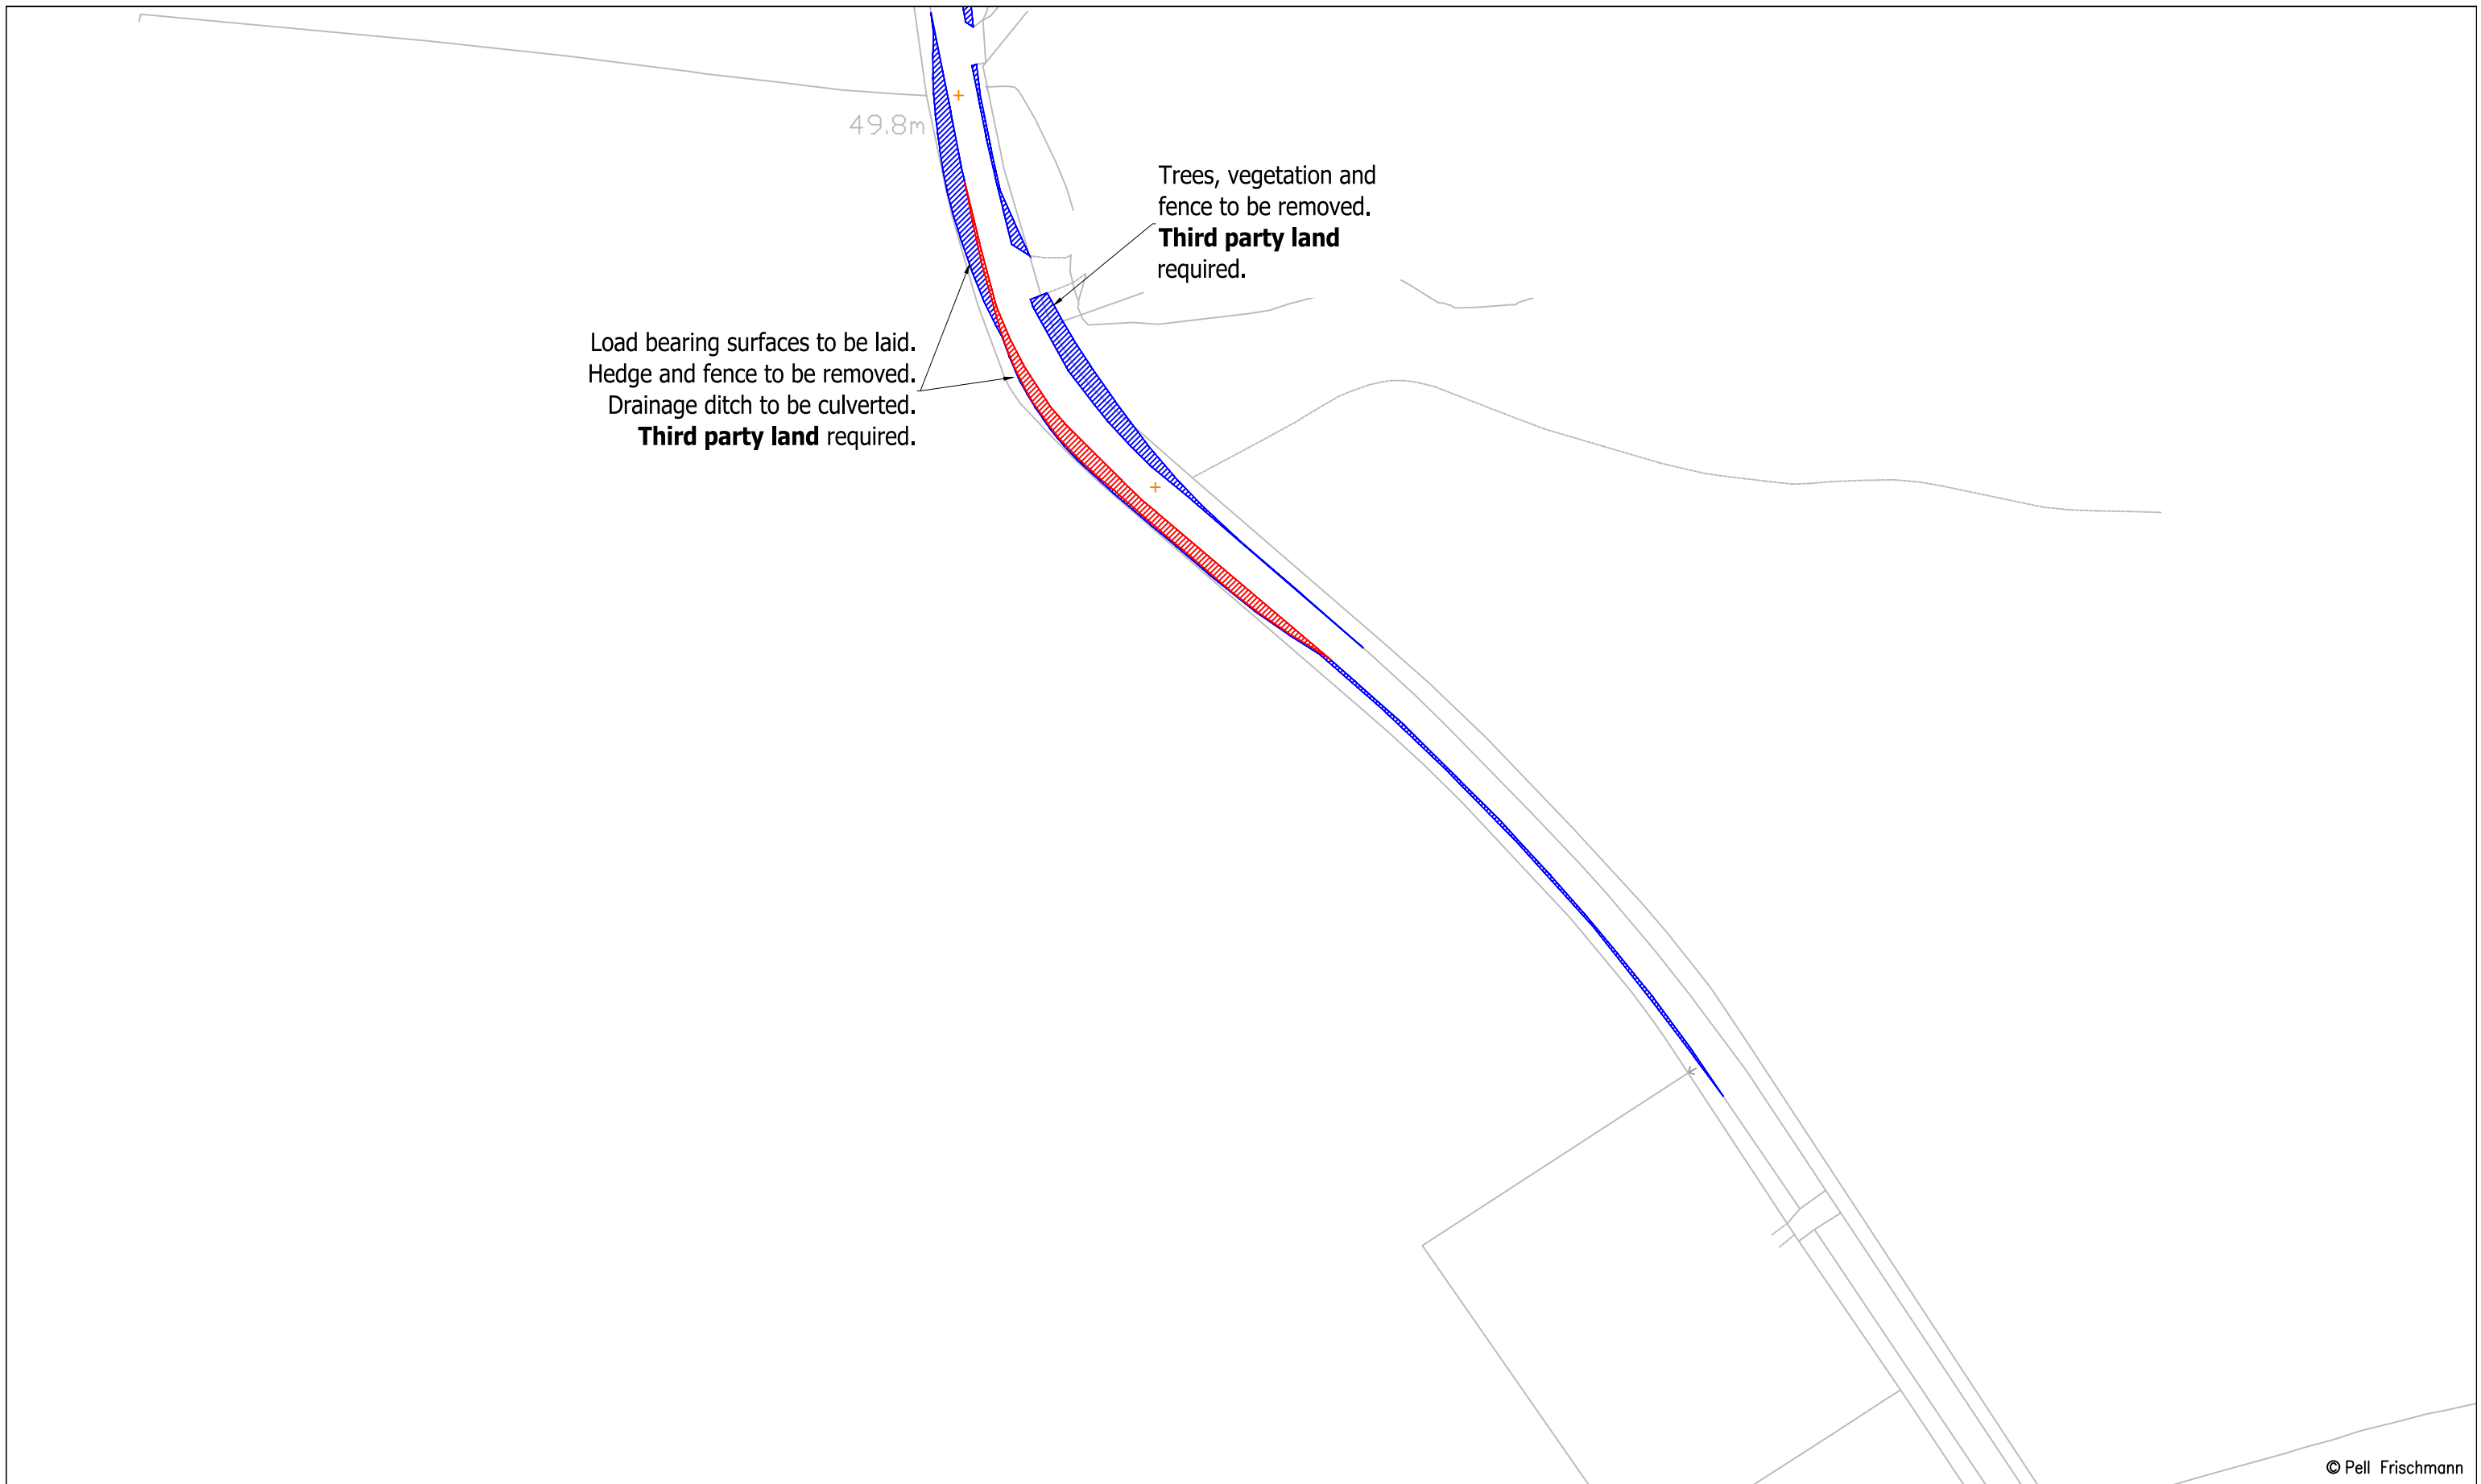 49.8m
Trees, vegetation and
fence to be removed.
Third party land
required.
Load bearing surfaces to be laid.
Hedge and fence to be removed.
Drainage ditch to be culverted.
Third party land required.
© Pell Frischmann